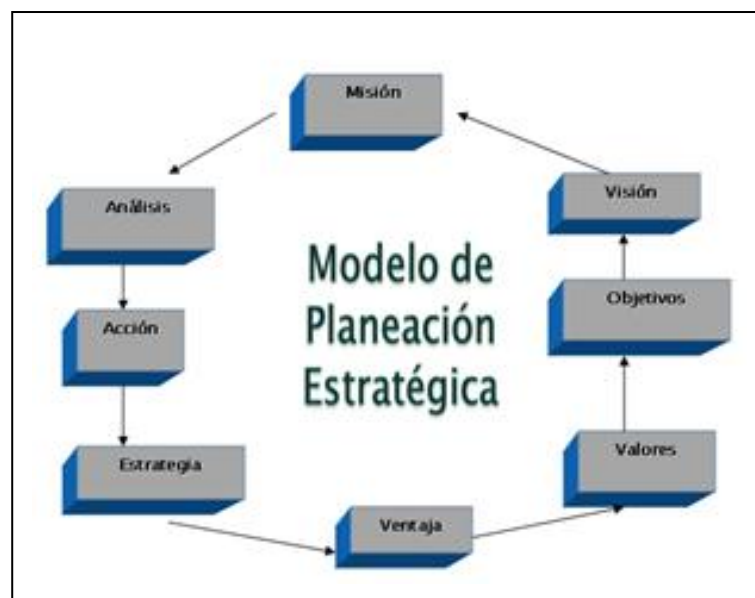 Misión
Análisis
Visión
Modelo de
Planeación
Estratégica
Objetivos
Acción
Estrategia
Valores
Ventaja